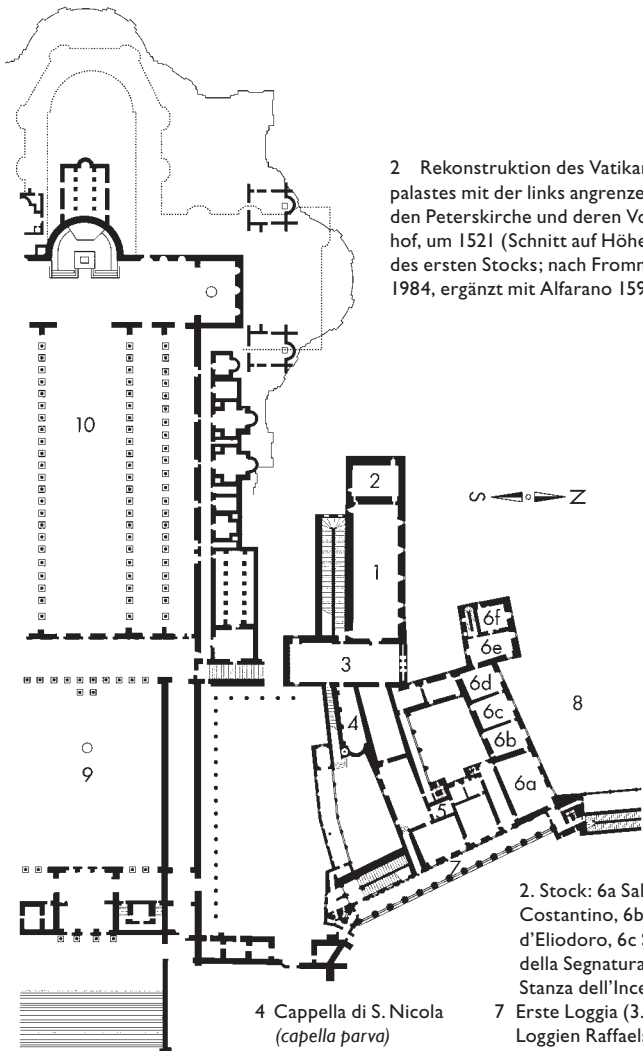 2 Rekonstruktion des Vatikan
palastes mit der links angrenze
den Peterskirche und deren Vo
hof, um 1521 (Schnitt auf Höhe
des ersten Stocks; nach Fromm
1984, ergänzt mit Alfarano 159
10
2
S N
1
3
6f
6e
6d
6c
6b
6a
8
4
5
7
9
2. Stock: 6a Sal
Costantino, 6b
d'Eliodoro, 6c S
della Segnatura
Stanza dell'Ince
4 Cappella di S. Nicola
(capella parva)
7 Erste Loggia (3.
Loggien Raffael